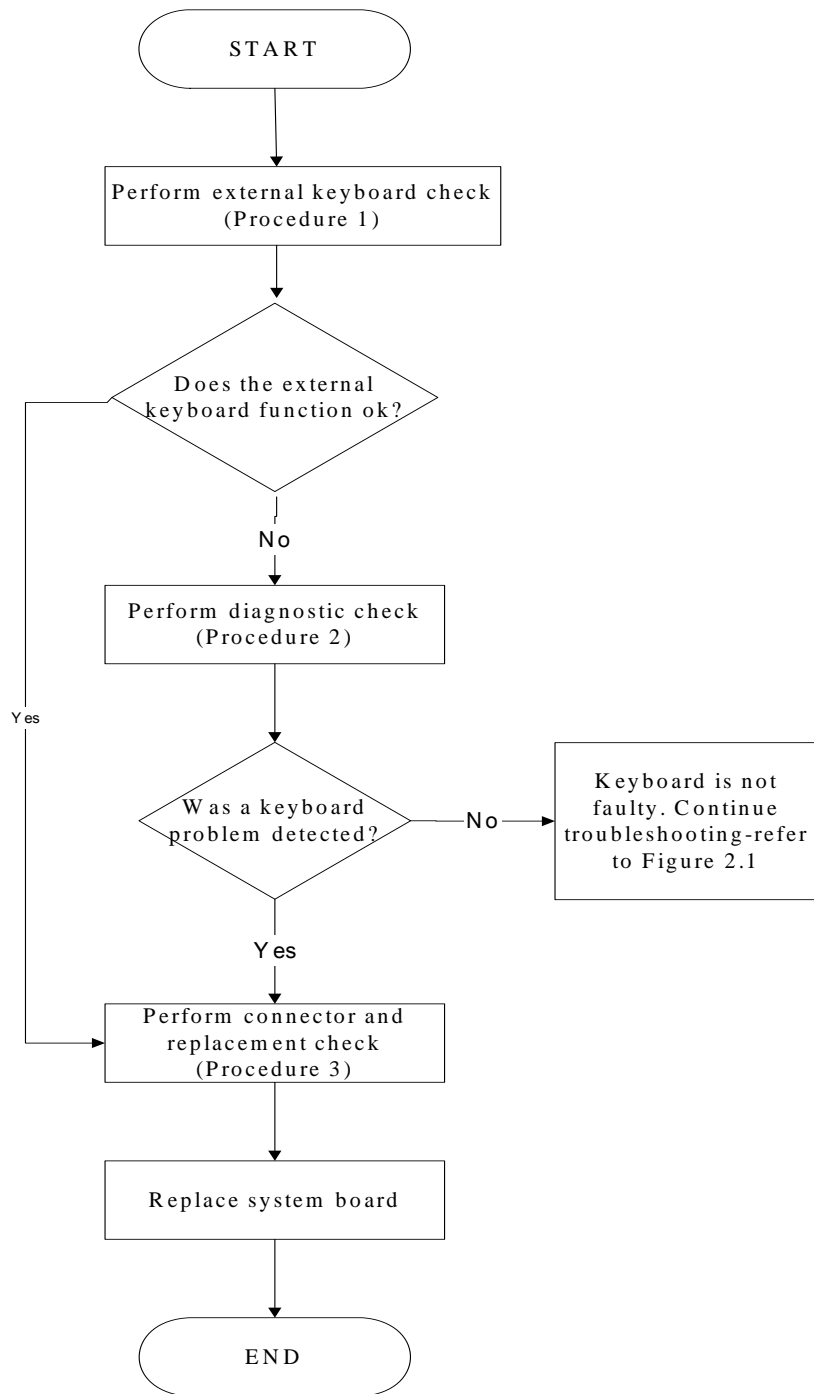 START
Perform external keyboard check
(Procedure 1)
Does the external
keyboard function ok?
No
Perform diagnostic check
(Procedure 2)
Yes
Was a keyboard
problem detected?
No
Keyboard is not
faulty. Continue
troubleshooting-refer
to Figure 2.1
Yes
Perform connector and
replacement check
(Procedure 3)
Replace system board
END